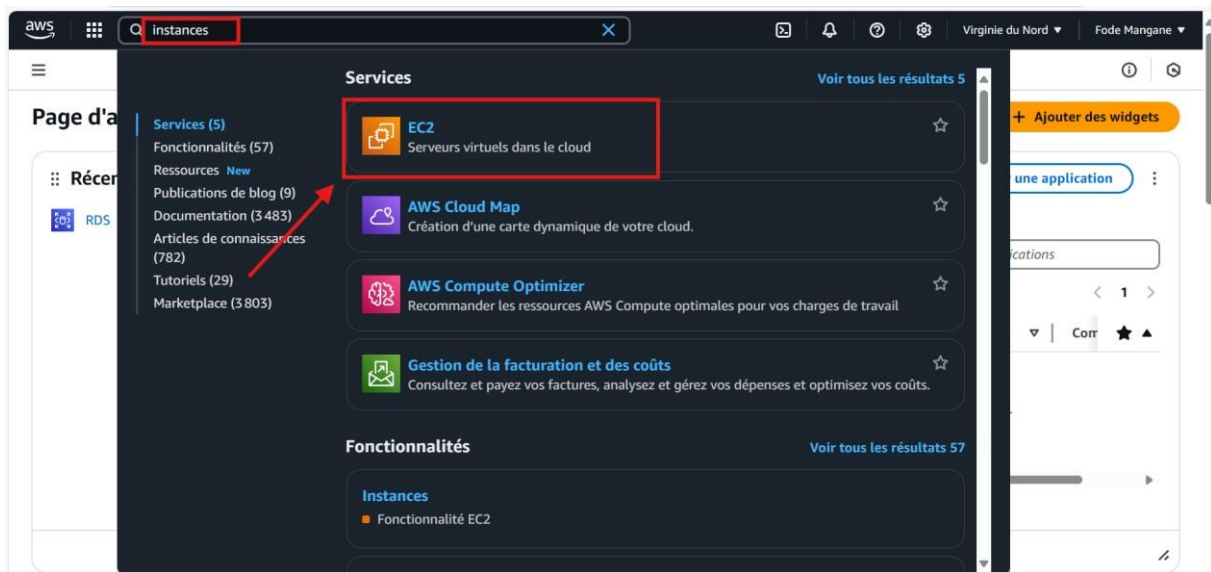 aws
instances
Virginie du Nord ▼
Fode Mangane ▼
Page d'a
+ Ajouter des widgets
Récen
RDS
une application
ications
1
Com
Services (5)
Fonctionnalités (57)
Ressources New
Publications de blog (9)
Documentation (3 483)
Articles de connaissances
(782)
Tutoriels (29)
Marketplace (3 803)
Services
Voir tous les résultats 5
EC2
Serveurs virtuels dans le cloud
AWS Cloud Map
Création d'une carte dynamique de votre cloud.
AWS Compute Optimizer
Recommander les ressources AWS Compute optimales pour vos charges de travail
Gestion de la facturation et des coûts
Consultez et payez vos factures, analysez et gérez vos dépenses et optimisez vos coûts.
Fonctionnalités
Voir tous les résultats 57
Instances
Fonctionnalité EC2